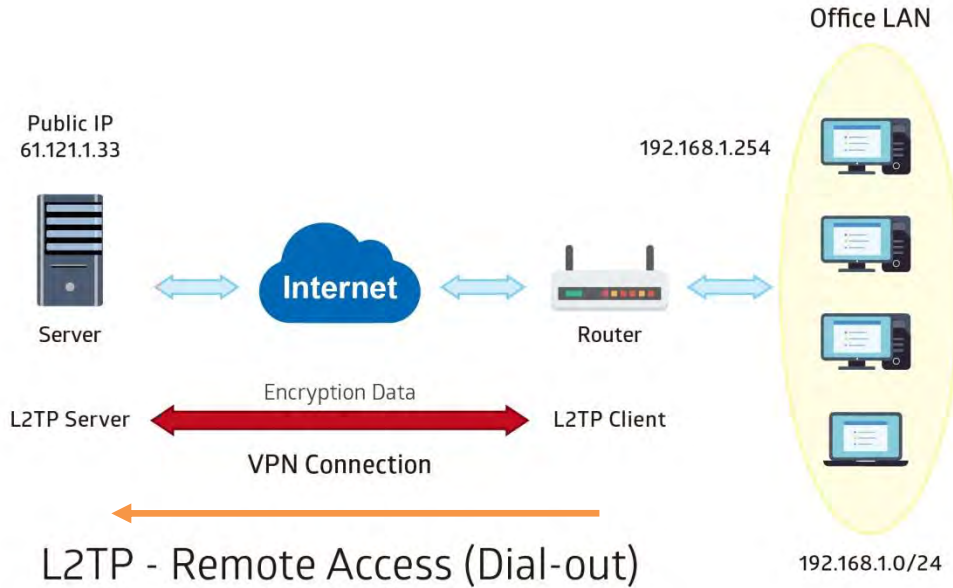 Office LAN
Public IP
61.121.1.33
192.168.1.254
Internet
Server
Router
Encryption Data
L2TP Server
L2TP Client
VPN Connection
L2TP - Remote Access (Dial-out)
192.168.1.0/24